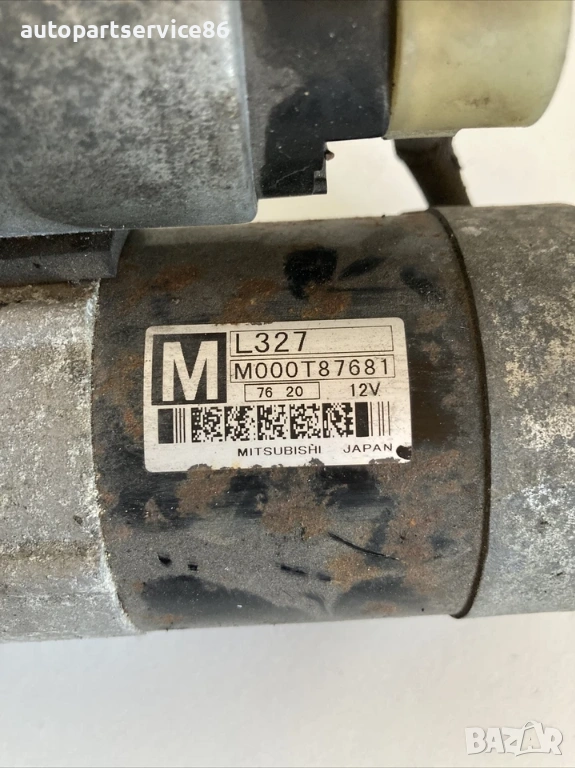 autopartservice86
M
L327
M000T87681
76 20 12V
MITSUBISHI JAPAN
BAZAR